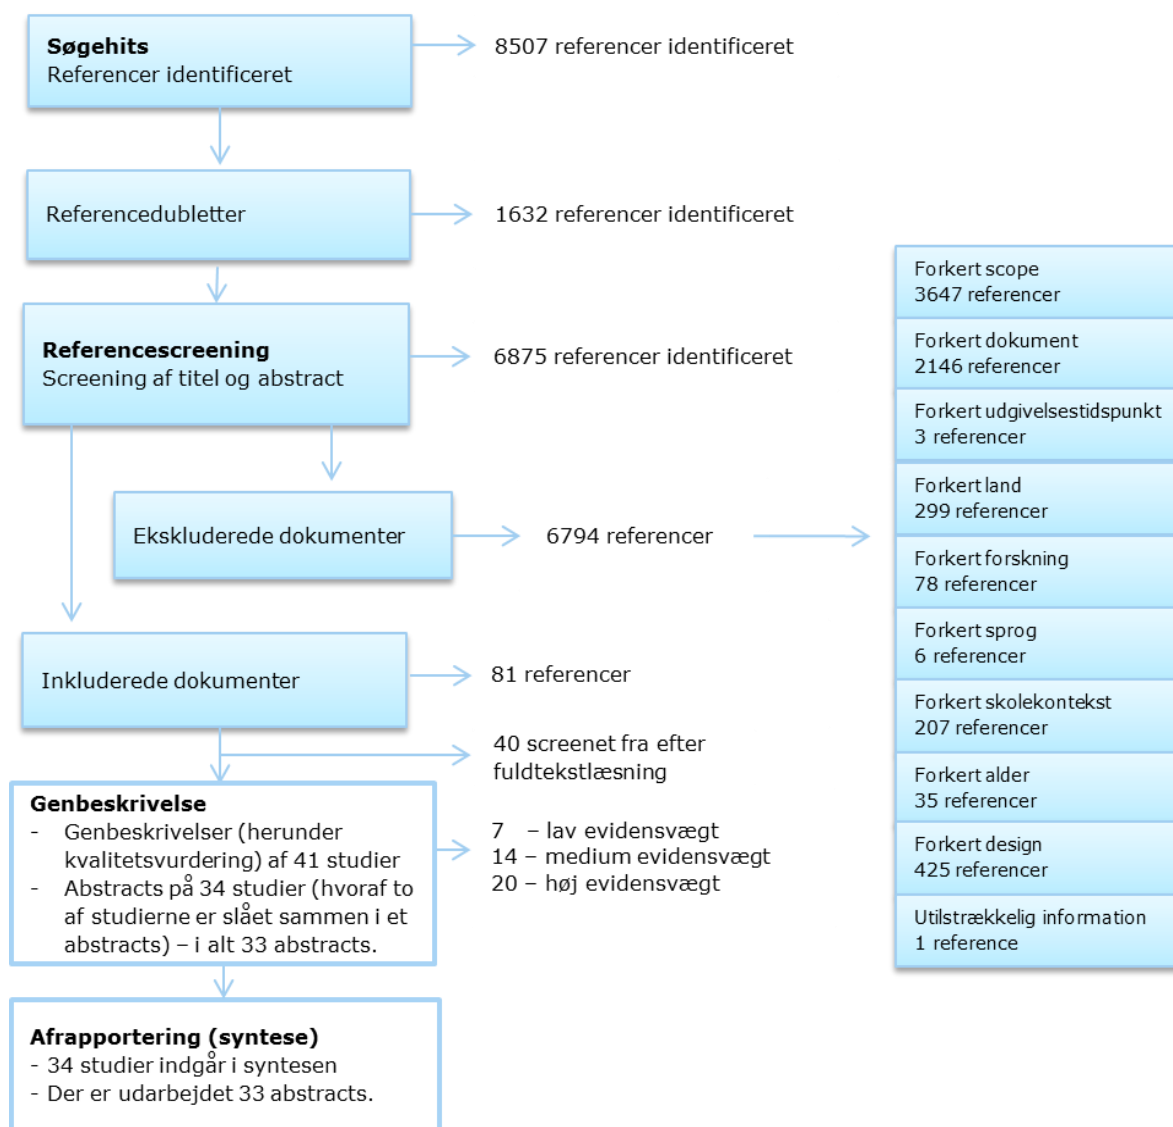 Søgehits
Referencer identificeret
8507 referencer identificeret
Referencedubletter
1632 referencer identificeret
Referencescreening
Screening af titel og abstract
6875 referencer identificeret
Ekskluderede dokumenter
6794 referencer
Forkert scope
3647 referencer
Forkert dokument
2146 referencer
Forkert udgivelsestidspunkt
3 referencer
Forkert land
299 referencer
Forkert forskning
78 referencer
Forkert sprog
6 referencer
Forkert skolekontekst
207 referencer
Forkert alder
35 referencer
Forkert design
425 referencer
Utilstrækkelig information
1 reference
Inkluderede dokumenter
81 referencer
40 screenet fra efter
fuldtekstlæsning
Genbeskrivelse
- Genbeskrivelser (herunder
kvalitetsvurdering) af 41 studier
- Abstracts på 34 studier (hvoraf to
af studierne er slået sammen i et
abstracts) – i alt 33 abstracts.
7 – lav evidensvægt
14 – medium evidensvægt
20 – høj evidensvægt
Afrapportering (syntese)
- 34 studier indgår i syntesen
- Der er udarbejdet 33 abstracts.